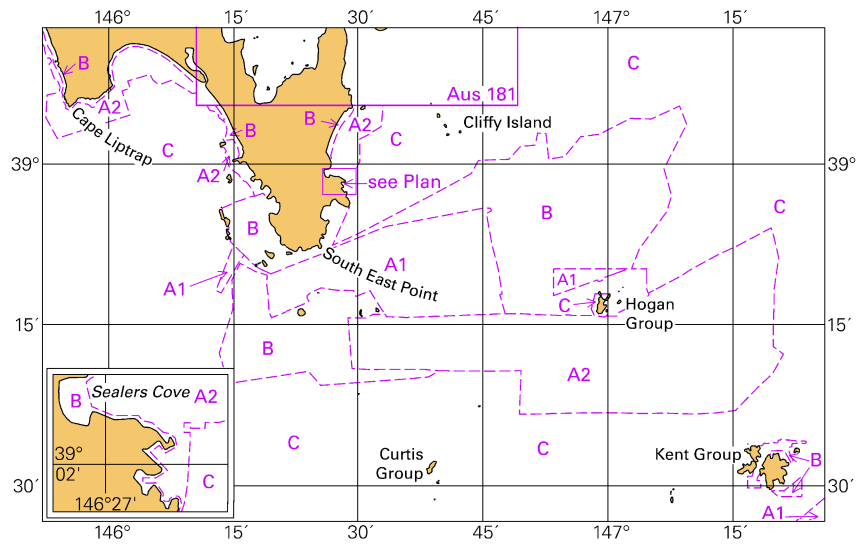 146° 15′ 30′ 45′ 147° 15′
B
C
Aus 181
A2
B
B
A2
Cliffy Island
Cape Liptrap
C
C
39°
39°
A2
see Plan
C
B
B
A1
South East Point
A1
A1
C
Hogan
Group
15′
15′
B
A2
Sealers Cove
B
A2
39°
02′
C
146°27′
C
C
Curtis
Group
Kent Group
B
30′
30′
A1
146° 15′ 30′ 45′ 147° 15′